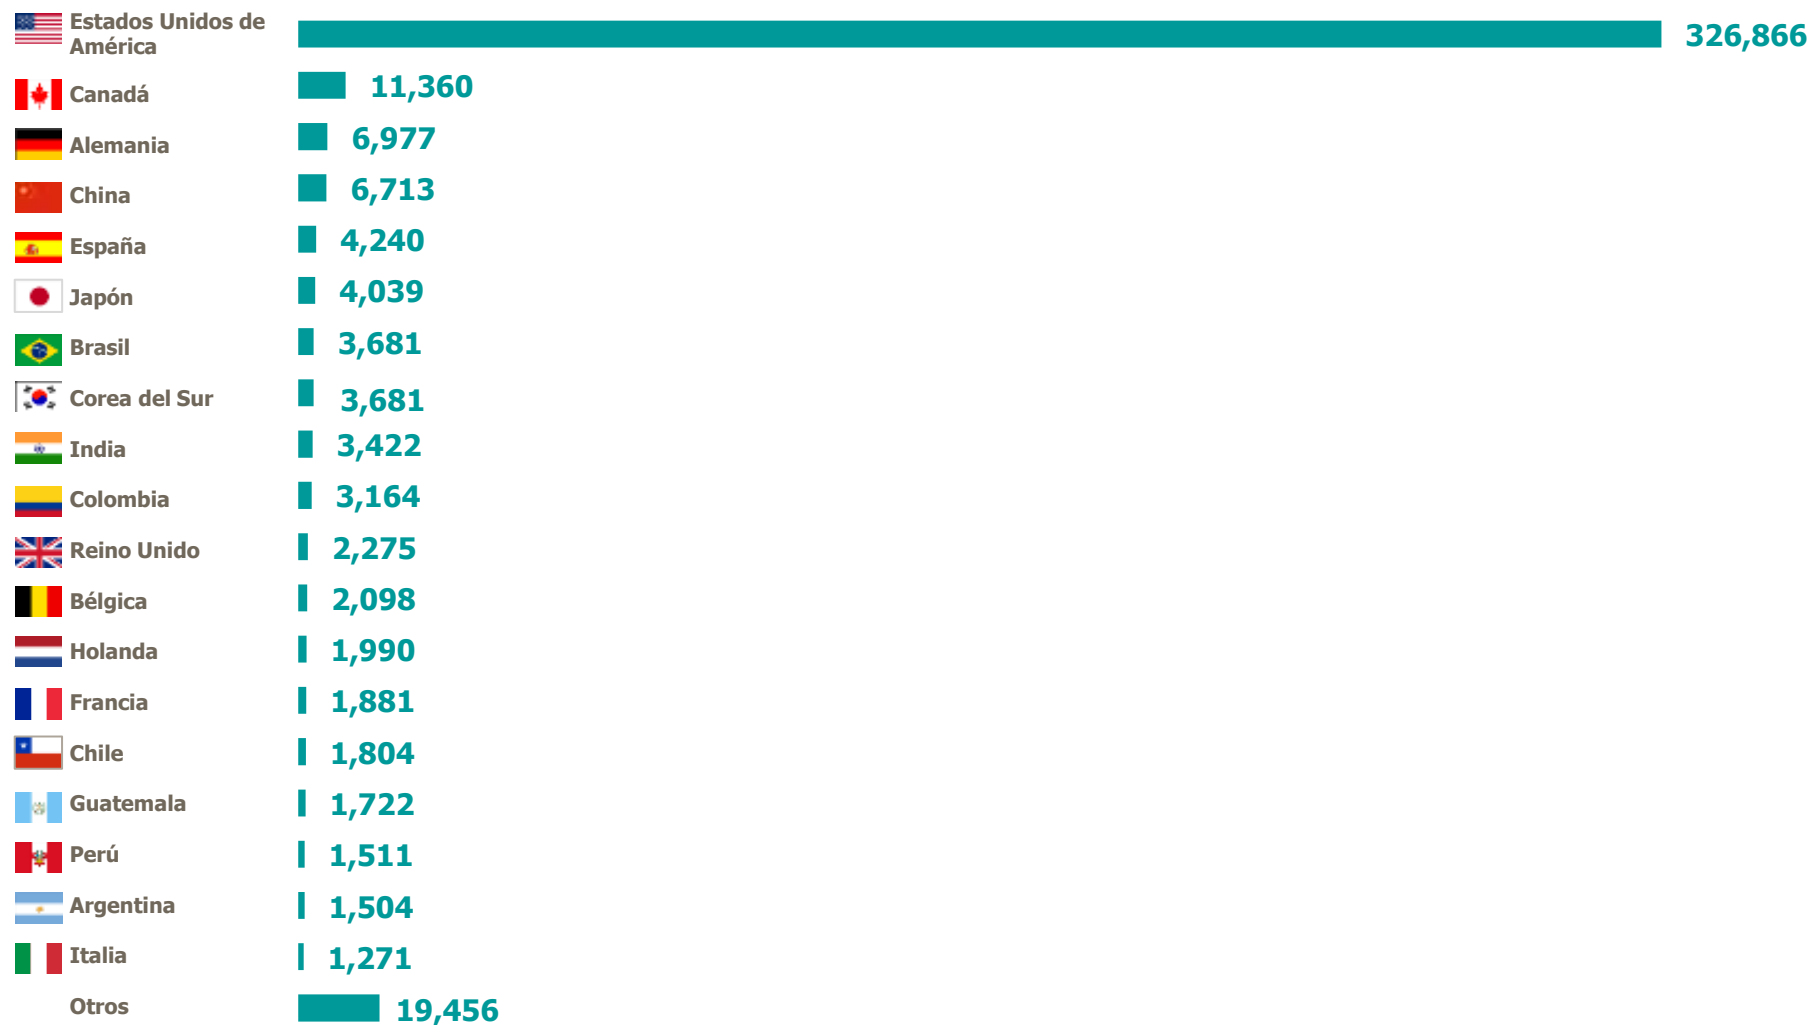 Estados Unidos de
América
326,866
Canadá
11,360
Alemania
6,977
China
6,713
España
4,240
Japón
4,039
Brasil
3,681
Corea del Sur
3,681
India
3,422
Colombia
3,164
Reino Unido
2,275
Bélgica
2,098
Holanda
1,990
Francia
1,881
Chile
1,804
Guatemala
1,722
Perú
1,511
Argentina
1,504
Italia
1,271
Otros
19,456